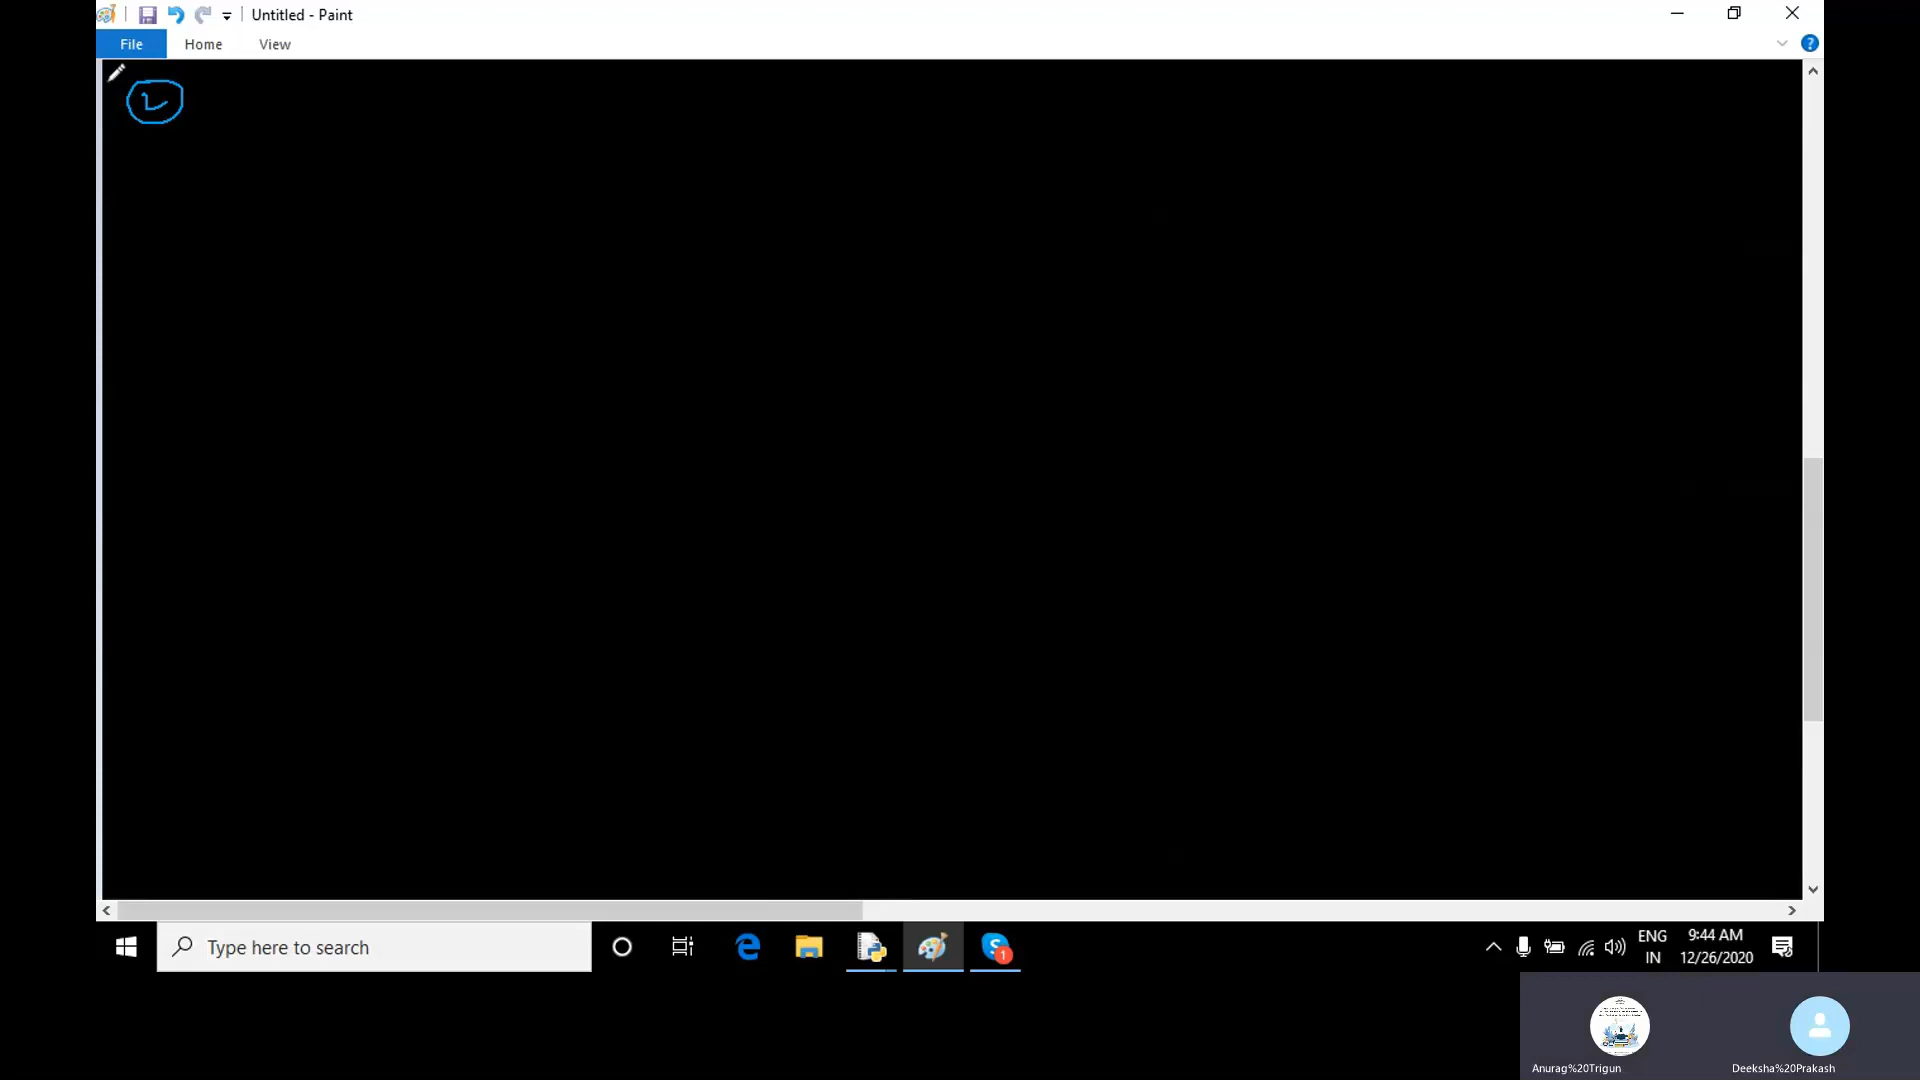 Untitled - Paint
File Home View
?
Type here to search
1
ENG
IN
9:44 AM
12/26/2020
Anurag%20Trigun
Deeksha%20Prakash